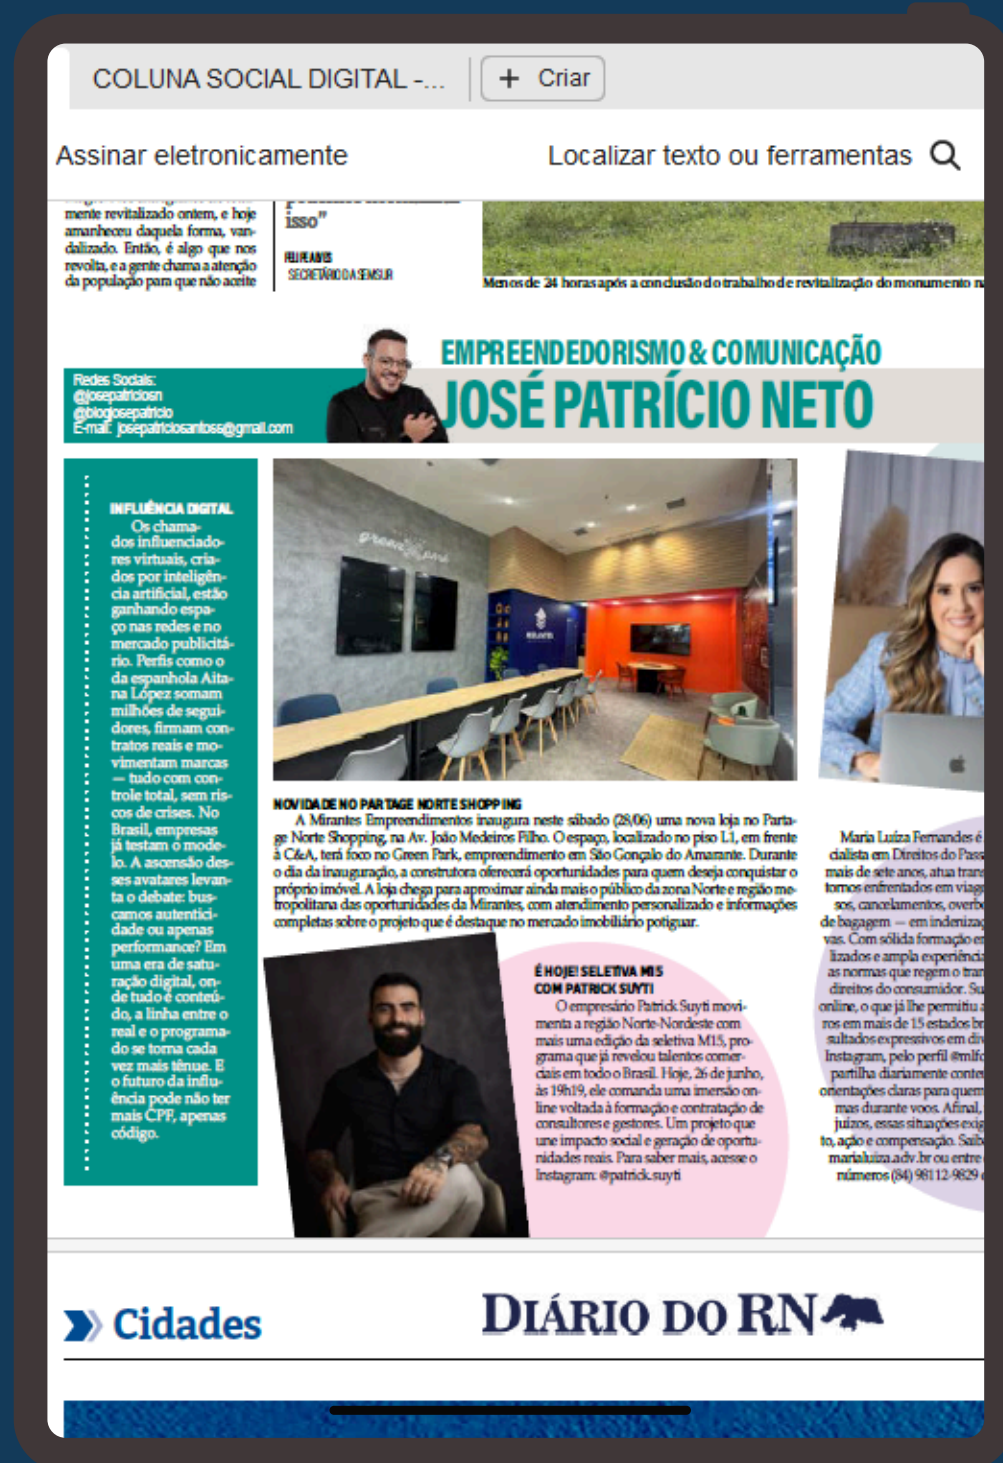 COLUNA SOCIAL DIGITAL -...
+ Criar
Assinar eletronicamente
Localizar texto ou ferramentas
mente revitalizado ontem, e hoje
amanheceu daquela forma, van-
dalizado. Então, é algo que nos
revolta, e a gente chama a atenção
da população para que não aceite
isso”
FELIPE ALVES
SECRETÁRIO DA SEMSUR
Menos de 24 horas após a conclusão do trabalho de revitalização do monumento
Redes Sociais:
@josepatriciosn
@blogjosepatricio
E-mail: josepatriciosantoss@gmail.com
EMPREENDEDORISMO & COMUNICAÇÃO
JOSÉ PATRÍCIO NETO
INFLUÊNCIA DIGITAL
Os chama-
dos influenciado-
res virtuais, cria-
dos por inteligên-
cia artificial, estão
ganhando espa-
ço nas redes e no
mercado publicitá-
rio. Perfis como o
da espanhola Aita-
na López somam
milhões de segui-
dores, firmam con-
tratos reais e mo-
vimentam marcas
— tudo com con-
trole total, sem ris-
cos de crises. No
Brasil, empresas
já testam o mode-
lo. A ascensão des-
ses avatares levan-
ta o debate: bus-
camos autentici-
dade ou apenas
performance? Em
uma era de satu-
ração digital, on-
de tudo é conteú-
do, a linha entre o
real e o programa-
do se torna cada
vez mais tênue. E
o futuro da influ-
ência pode não ter
mais CPF, apenas
código.
green park
MIRANTES
NOVIDADE NO PARTAGE NORTE SHOPPING
A Mirantes Empreendimentos inaugura neste sábado (28/06) uma nova loja no Parta-
ge Norte Shopping, na Av. João Medeiros Filho. O espaço, localizado no piso L1, em frente
à C&A, terá foco no Green Park, empreendimento em São Gonçalo do Amarante. Durante
o dia da inauguração, a construtora oferecerá oportunidades para quem deseja conquistar o
próprio imóvel. A loja chega para aproximar ainda mais o público da zona Norte e região me-
tropolitana das oportunidades da Mirantes, com atendimento personalizado e informações
completas sobre o projeto que é destaque no mercado imobiliário potiguar.
É HOJE! SELETIVA M15
COM PATRICK SUYTI
O empresário Patrick Suyti movi-
menta a região Norte-Nordeste com
mais uma edição da seletiva M15, pro-
grama que já revelou talentos comer-
ciais em todo o Brasil. Hoje, 26 de junho,
às 19h19, ele comanda uma imersão on-
line voltada à formação e contratação de
consultores e gestores. Um projeto que
une impacto social e geração de oportu-
nidades reais. Para saber mais, acesse o
Instagram: @patrick.suyti
Maria Luíza Fernandes é
cialista em Direitos do Pass
mais de sete anos, atua trans
tornos enfrentados em viage
sos, cancelamentos, overbo
de bagagem — em indenizaç
vas. Com sólida formação em
lizados e ampla experiência
as normas que regem o tran
direitos do consumidor. Su
online, o que já lhe permitiu a
ros em mais de 15 estados br
sultados expressivos em div
Instagram, pelo perfil @mlfc
partilha diariamente conte
orientações claras para quem
mas durante voos. Afinal,
juízos, essas situações exig
to, ação e compensação. Saib
marialuiza.adv.br ou entre
números (84) 98112-9829
Cidades
DIÁRIO DO RN